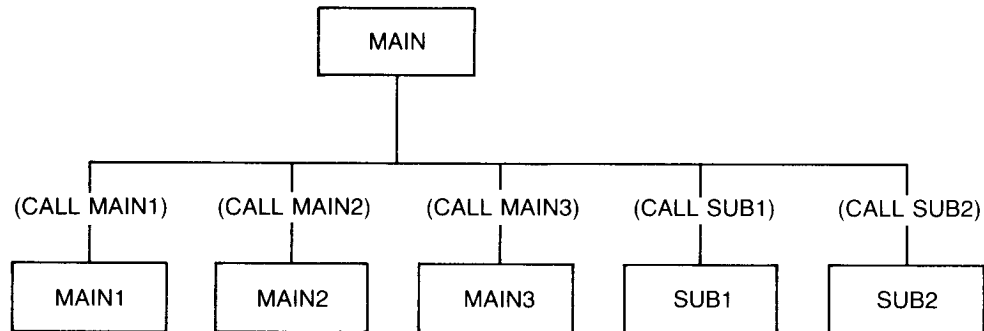 MAIN
(CALL MAIN1) (CALL MAIN2) (CALL MAIN3) (CALL SUB1) (CALL SUB2)
MAIN1 MAIN2 MAIN3 SUB1 SUB2